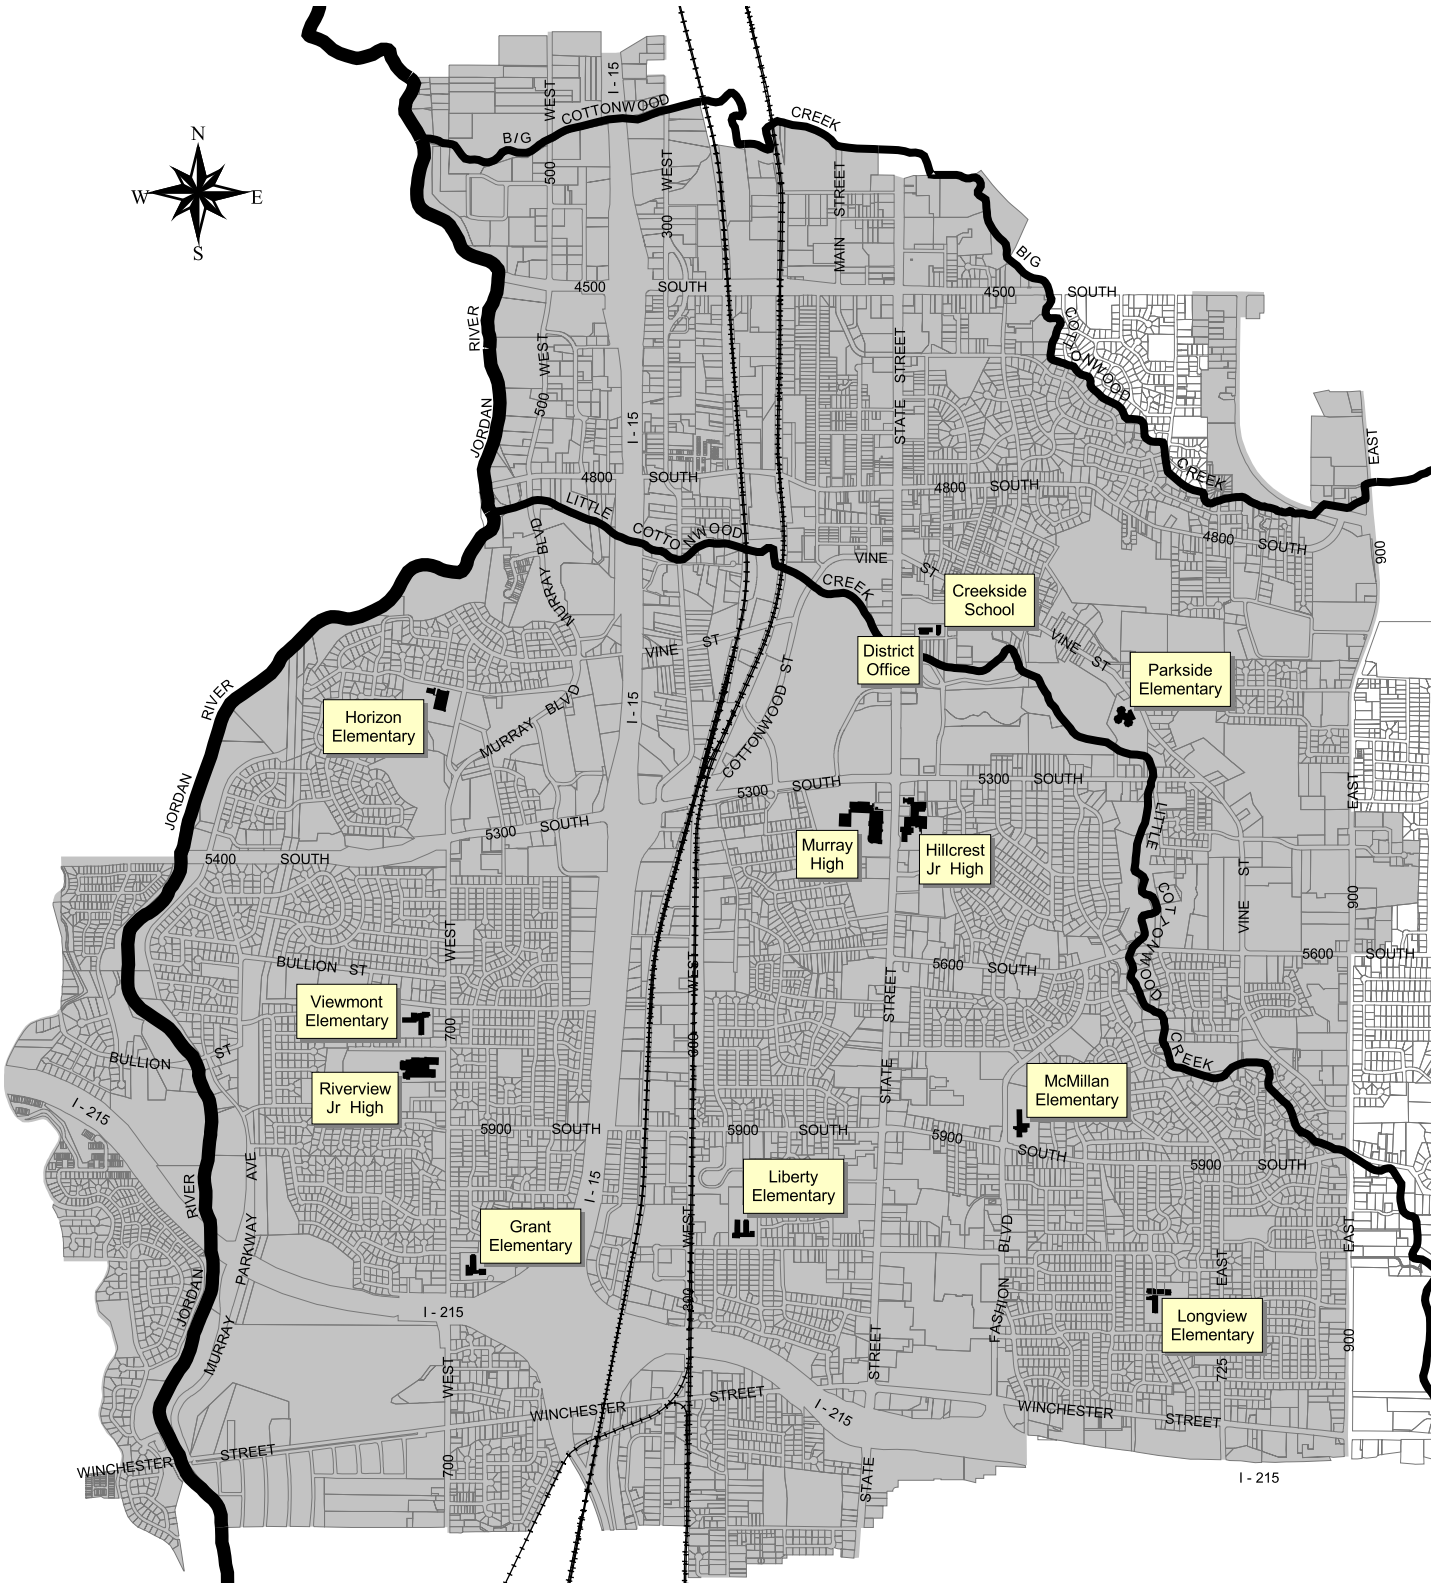 I - 15
WEST
COTTONWOOD
BIG
CREEK
N
W
E
S
500
WEST
300
STREET
MAIN
BIG
4500
SOUTH
4500
SOUTH
RIVER
JORDAN
WEST
500
COTTONWOOD
STREET
STATE
I - 15
EAST
CREEK
4800
SOUTH
4800
SOUTH
LITTLE
COTTONWOOD
4800
SOUTH
900
MURRAY BLVD
VINE
ST
CREEK
Creekside
School
District
Office
VINE
ST
VINE
ST
Parkside
Elementary
RIVER
JORDAN
Horizon
Elementary
MURRAY
BLVD
I - 15
COTTONWOOD
ST
5300
SOUTH
5300
SOUTH
EAST
5300
SOUTH
5400
SOUTH
Murray
High
Hillcrest
Jr High
LITTLE
COTTONWOOD
CREEK
VINE
ST
900
WEST
BULLION
ST
WEST
5600
SOUTH
5600
SOUTH
Viewmont
Elementary
700
STREET
300
BULLION
ST
Riverview
Jr High
STATE
McMillan
Elementary
I - 215
5900
SOUTH
5900
SOUTH
5900
SOUTH
5900
SOUTH
RIVER
JORDAN
AVE
PARKWAY
MURRAY
I - 15
Liberty
Elementary
Grant
Elementary
WEST
300
BLVD
FASHION
EAST
725
EAST
900
I - 215
Longview
Elementary
WEST
700
STREET
STATE
WINCHESTER
STREET
I - 215
WINCHESTER
STREET
WINCHESTER
STREET
I - 215